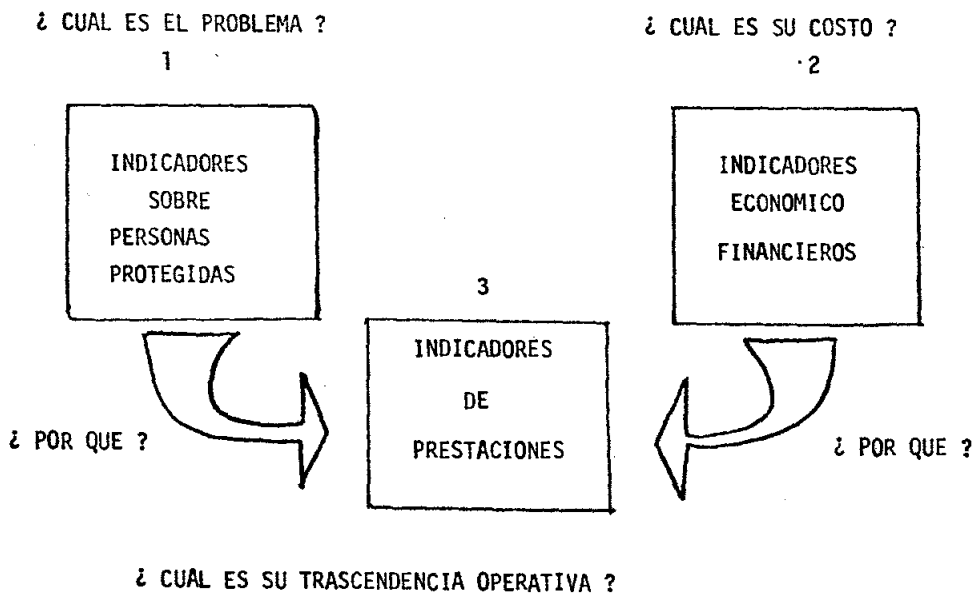 ¿ CUAL ES EL PROBLEMA ?
1
INDICADORES
SOBRE
PERSONAS
PROTEGIDAS
¿ POR QUE ?
¿ CUAL ES SU COSTO ?
2
INDICADORES
ECONOMICO
FINANCIEROS
¿ POR QUE ?
3
INDICADORES
DE
PRESTACIONES
¿ CUAL ES SU TRASCENDENCIA OPERATIVA ?